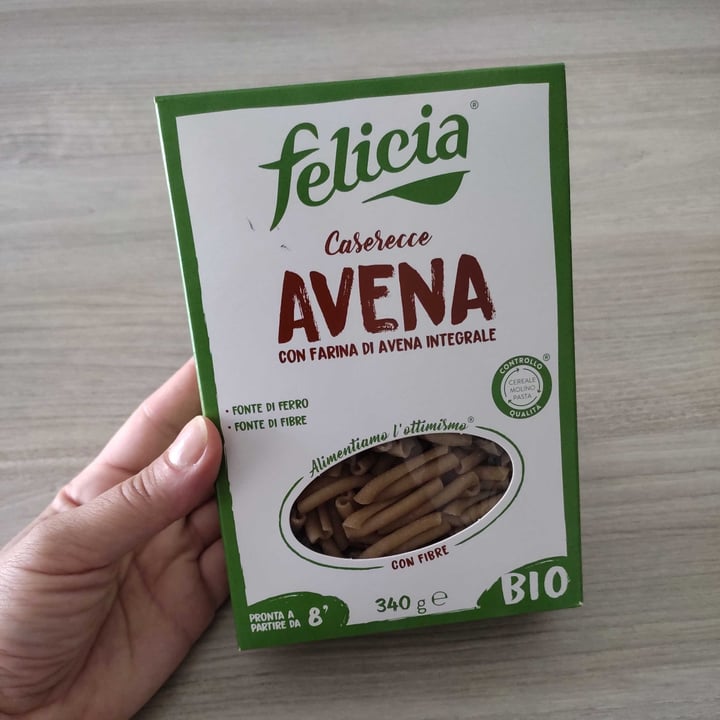 felicia®
Caserecce
AVENA
CON FARINA DI AVENA INTEGRALE
CONTROLLO
CEREALE
MOLINO
PASTA
QUALITÀ
®
• FONTE DI FERRO
• FONTE DI FIBRE
Alimentiamo l'ottimismo®
CON FIBRE
PRONTA A
PARTIRE DA 8'
340 g ℮
BIO